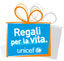 Regali
per la vita.
unicef